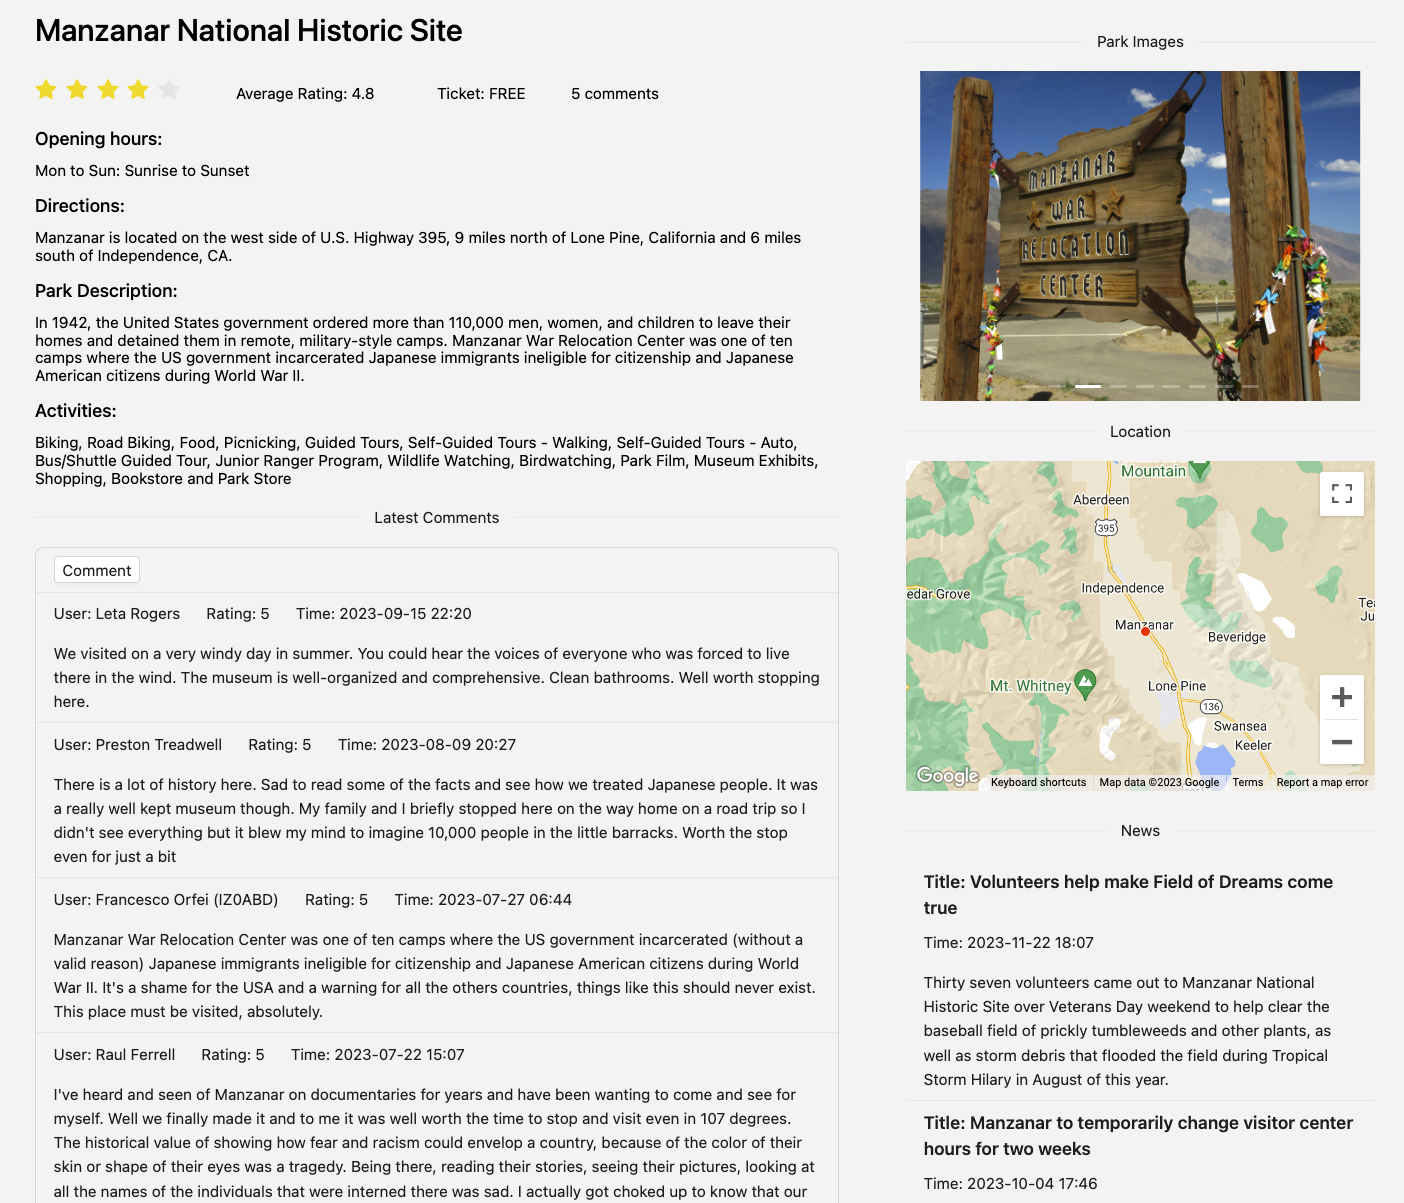 Manzanar National Historic Site
Average Rating: 4.8
Ticket: FREE
5 comments
Opening hours:
Mon to Sun: Sunrise to Sunset
Directions:
Manzanar is located on the west side of U.S. Highway 395, 9 miles north of Lone Pine, California and 6 miles
south of Independence, CA.
Park Description:
In 1942, the United States government ordered more than 110,000 men, women, and children to leave their
homes and detained them in remote, military-style camps. Manzanar War Relocation Center was one of ten
camps where the US government incarcerated Japanese immigrants ineligible for citizenship and Japanese
American citizens during World War II.
Activities:
Biking, Road Biking, Food, Picnicking, Guided Tours, Self-Guided Tours - Walking, Self-Guided Tours - Auto,
Bus/Shuttle Guided Tour, Junior Ranger Program, Wildlife Watching, Birdwatching, Park Film, Museum Exhibits,
Shopping, Bookstore and Park Store
Latest Comments
Comment
User: Leta Rogers Rating: 5 Time: 2023-09-15 22:20
We visited on a very windy day in summer. You could hear the voices of everyone who was forced to live
there in the wind. The museum is well-organized and comprehensive. Clean bathrooms. Well worth stopping
here.
User: Preston Treadwell Rating: 5 Time: 2023-08-09 20:27
There is a lot of history here. Sad to read some of the facts and see how we treated Japanese people. It was
a really well kept museum though. My family and I briefly stopped here on the way home on a road trip so I
didn't see everything but it blew my mind to imagine 10,000 people in the little barracks. Worth the stop
even for just a bit
User: Francesco Orfei (IZ0ABD) Rating: 5 Time: 2023-07-27 06:44
Manzanar War Relocation Center was one of ten camps where the US government incarcerated (without a
valid reason) Japanese immigrants ineligible for citizenship and Japanese American citizens during World
War II. It's a shame for the USA and a warning for all the others countries, things like this should never exist.
This place must be visited, absolutely.
User: Raul Ferrell Rating: 5 Time: 2023-07-22 15:07
I've heard and seen of Manzanar on documentaries for years and have been wanting to come and see for
myself. Well we finally made it and to me it was well worth the time to stop and visit even in 107 degrees.
The historical value of showing how fear and racism could envelop a country, because of the color of their
skin or shape of their eyes was a tragedy. Being there, reading their stories, seeing their pictures, looking at
all the names of the individuals that were interned there was sad. I actually got choked up to know that our
Park Images
MANZANAR
WAR
RELOCATION
CENTER
Location
Mountain
Aberdeen
395
Independence
edar Grove
Manzanar
Beveridge
Mt. Whitney
Lone Pine
136
Swansea
Keeler
Google
Keyboard shortcuts
Map data ©2023 Google
Terms
Report a map error
News
Title: Volunteers help make Field of Dreams come
true
Time: 2023-11-22 18:07
Thirty seven volunteers came out to Manzanar National
Historic Site over Veterans Day weekend to help clear the
baseball field of prickly tumbleweeds and other plants, as
well as storm debris that flooded the field during Tropical
Storm Hilary in August of this year.
Title: Manzanar to temporarily change visitor center
hours for two weeks
Time: 2023-10-04 17:46